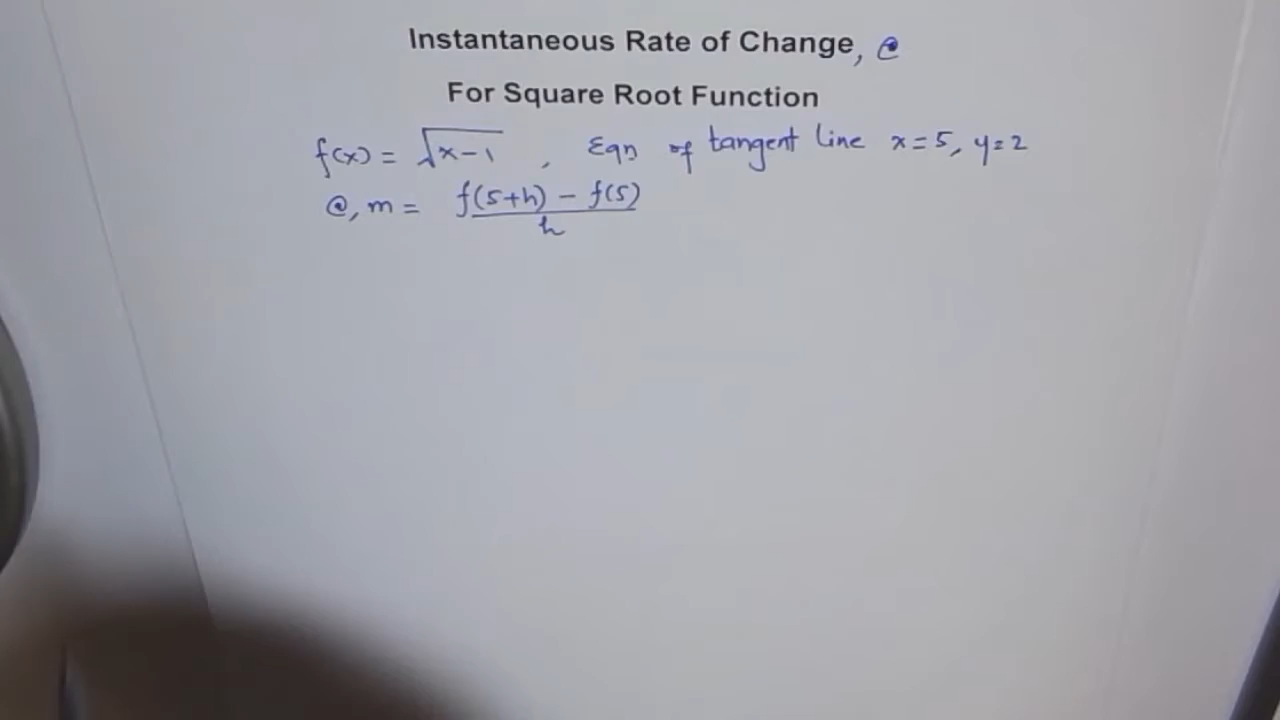 Instantaneous Rate of Change, @
For Square Root Function
f(x) = √x-1 , Eqn of tangent line x=5, y=2
@, m = f(5+h) - f(5)
h